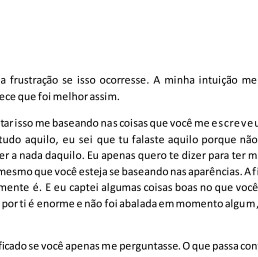 a frustração se isso ocorresse. A minha intuição me
ece que foi melhor assim.
tar isso me baseando nas coisas que você me escreveu
tudo aquilo, eu sei que tu falaste aquilo porque não
er a nada daquilo. Eu apenas quero te dizer para ter m
mesmo que você esteja se baseando nas aparências. A fi
mente é. E eu captei algumas coisas boas no que você
por ti é enorme e não foi abalada em momento algum,
ficado se você apenas me perguntasse. O que passa con